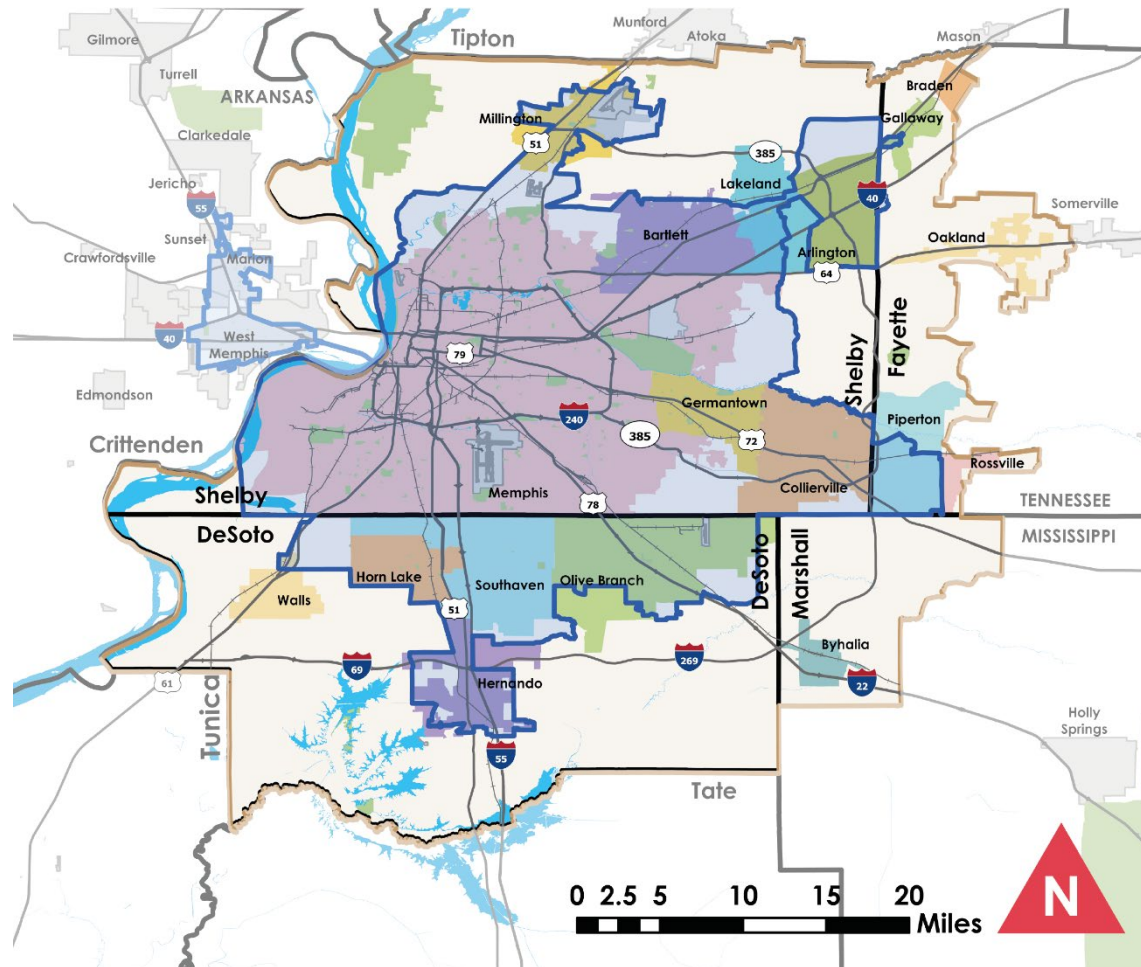 Gilmore
Munford
Atoka
Mason
Tipton
Turrell
ARKANSAS
Braden
Clarkedale
Millington
Gallaway
51
385
Jericho
Lakeland
55
40
Somerville
Sunset
Bartlett
Oakland
Crawfordsville
Marion
Arlington
64
Fayette
Shelby
40
West
Memphis
79
Edmondson
Germantown
240
385
72
Piperton
Crittenden
Rossville
Collierville
Shelby
Memphis
78
TENNESSEE
DeSoto
MISSISSIPPI
DeSoto
Marshall
Horn Lake
Southaven
Olive Branch
Walls
51
Byhalia
69
269
61
Hernando
22
Tunica
Holly
Springs
55
Tate
0 2.5 5 10 15 20
Miles
N